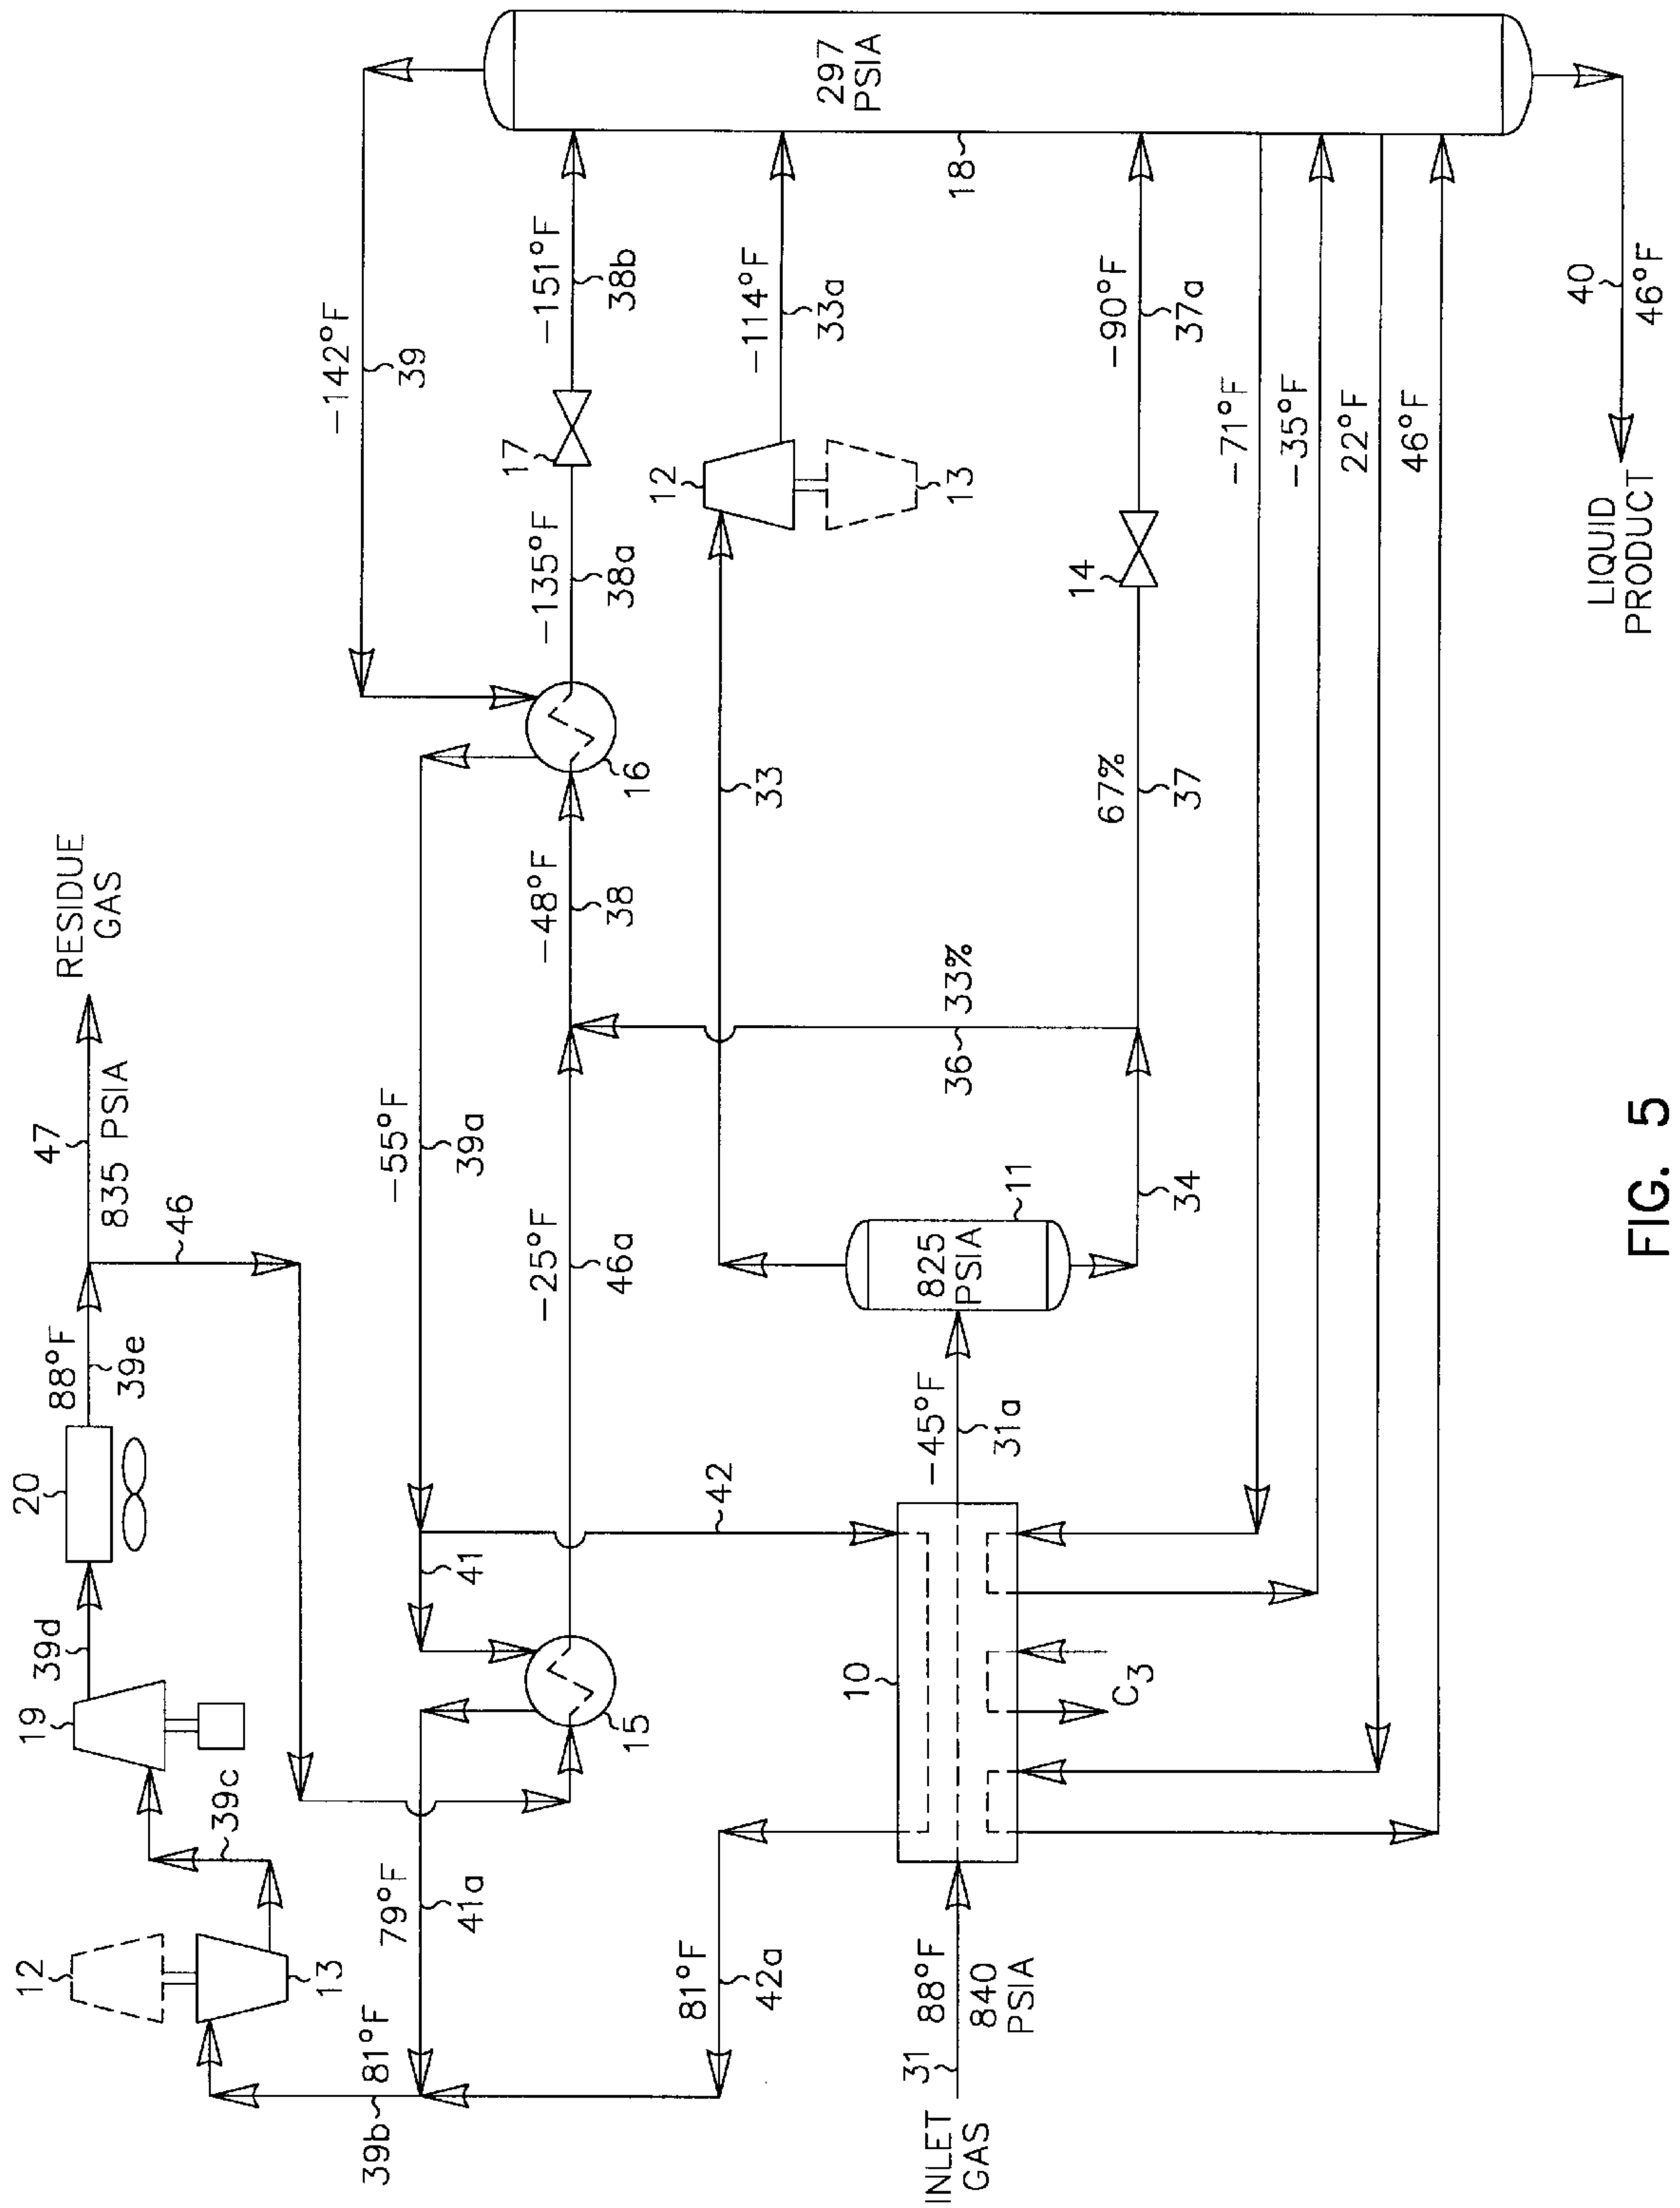 RESIDUE
GAS
47
835 PSIA
46
88°F
39e
20
39d
19
39c
12
13
39b
81°F
79°F
41a
81°F
42a
41
42
15
-55°F
39a
-25°F
46a
-142°F
39
-48°F
38
16
-135°F
38a
17
-151°F
38b
33
12
13
-114°F
33a
297
PSIA
18
36
33%
67%
37
14
-90°F
37a
34
11
825
PSIA
-45°F
31a
10
C3
INLET
GAS
31
88°F
840
PSIA
-71°F
-35°F
22°F
46°F
40
46°F
LIQUID
PRODUCT
FIG. 5